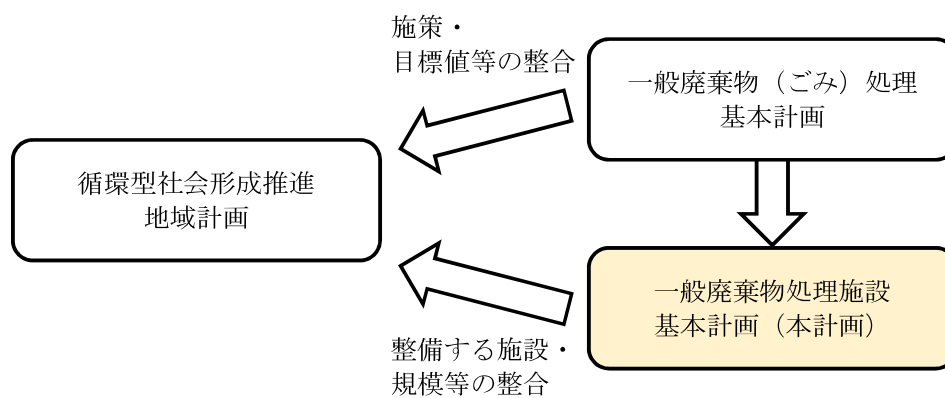 施策・
目標値等の整合
一般廃棄物（ごみ）処理
基本計画
循環型社会形成推進
地域計画
一般廃棄物処理施設
基本計画（本計画）
整備する施設・
規模等の整合